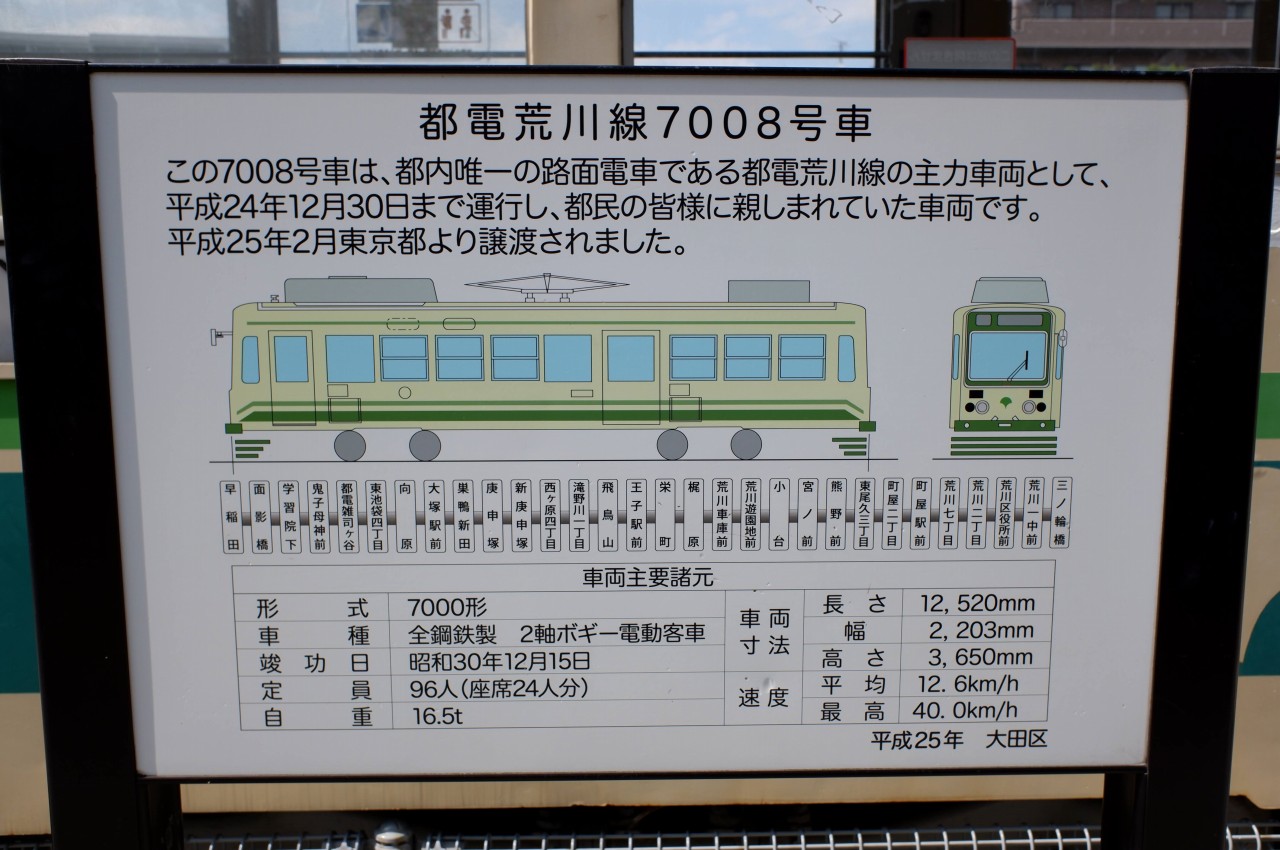 都電荒川線7008号車
この7008号車は、都内唯一の路面電車である都電荒川線の主力車両として、
平成24年12月30日まで運行し、都民の皆様に親しまれていた車両です。
平成25年2月東京都より譲渡されました。
早稲田
面影橋
学習院下
鬼子母神前
都電雑司ヶ谷
東池袋四丁目
向原
大塚駅前
巣鴨新田
庚申塚
新庚申塚
西ヶ原四丁目
滝野川一丁目
飛鳥山
王子駅前
栄町
梶原
荒川車庫前
荒川遊園地前
小台
宮ノ前
熊野前
東尾久三丁目
町屋二丁目
町屋駅前
荒川七丁目
荒川二丁目
荒川区役所前
荒川一中前
三ノ輪橋
車両主要諸元
形式 7000形
車種 全鋼鉄製 2軸ボギー電動客車
竣功日 昭和30年12月15日
定員 96人(座席24人分)
自重 16.5t
車両寸法 長さ 12,520mm
幅 2,203mm
高さ 3,650mm
速度 平均 12.6km/h
最高 40.0km/h
平成25年 大田区